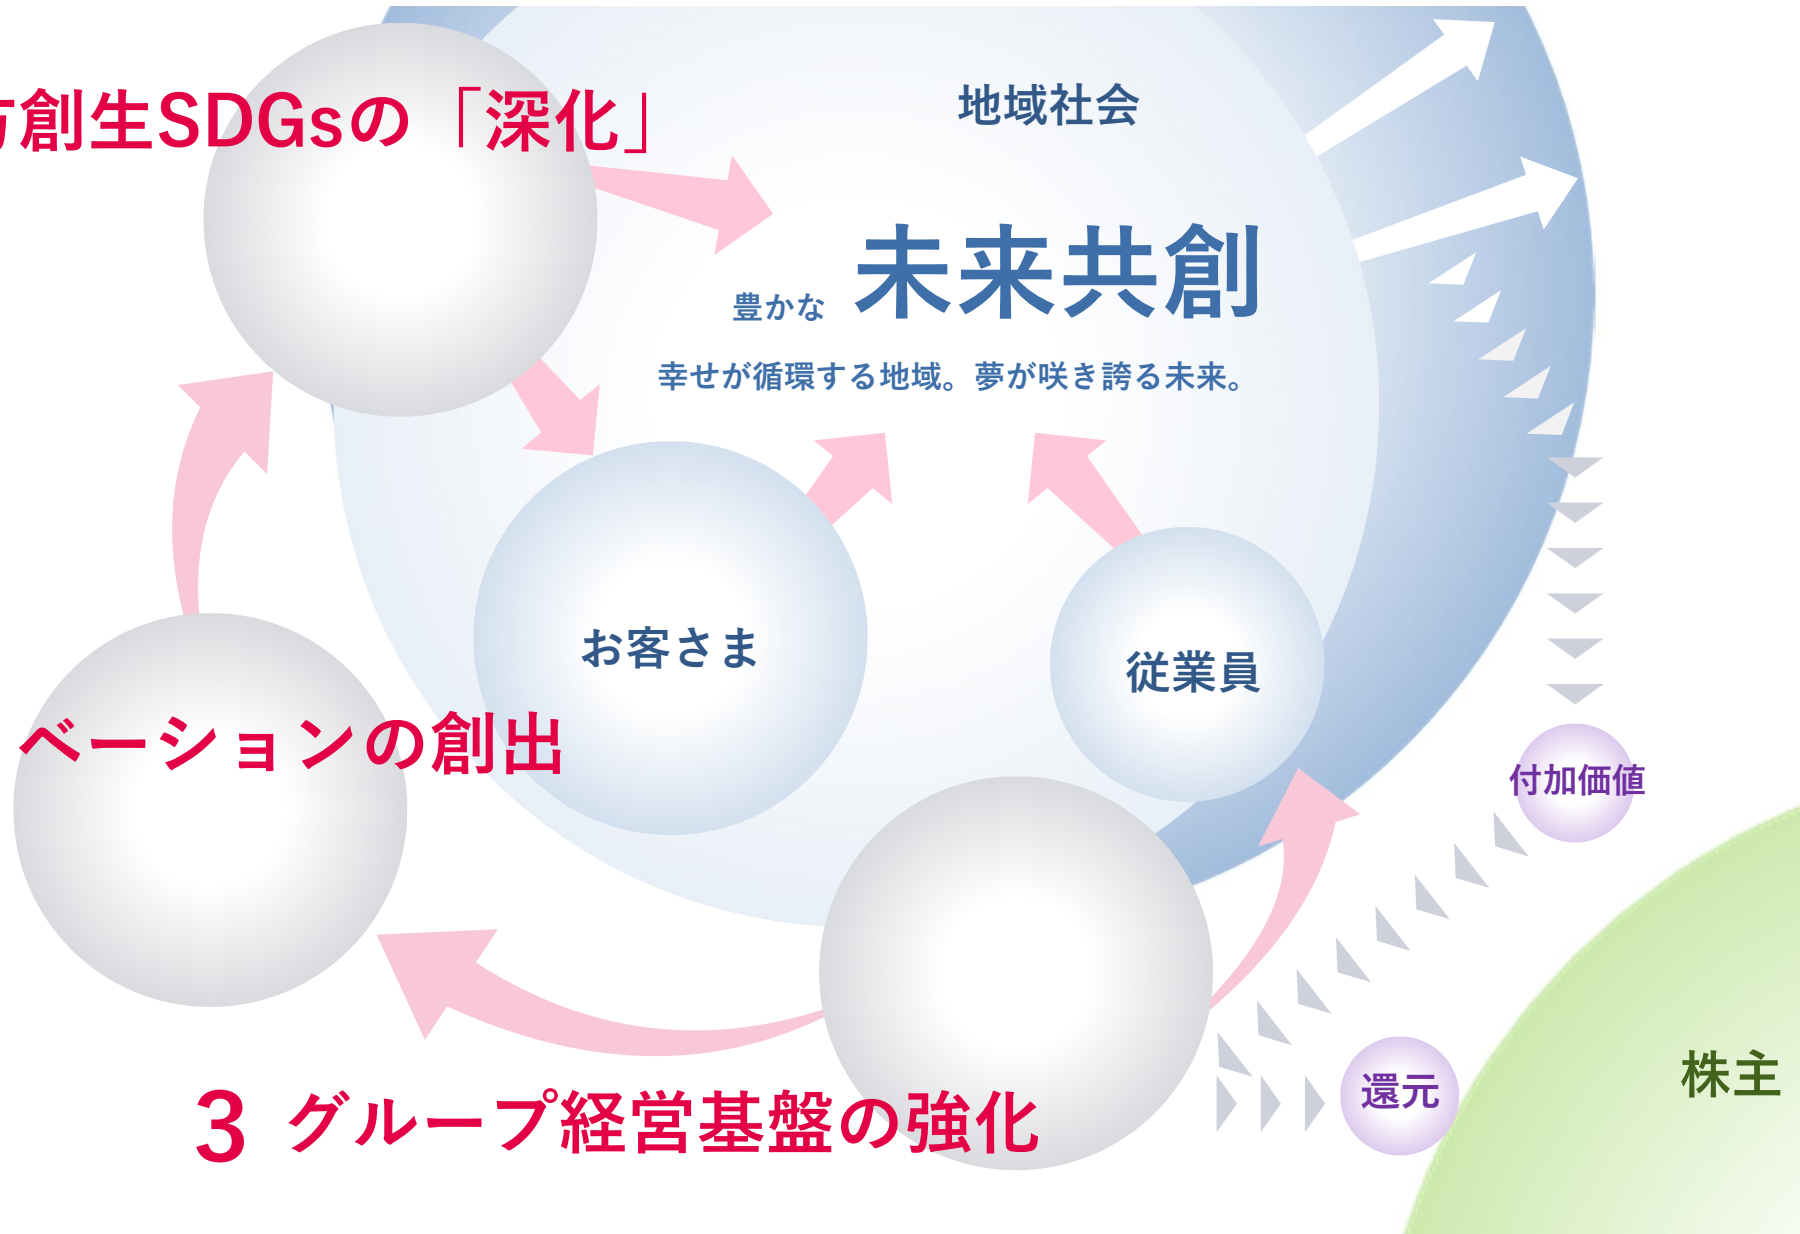 方創生SDGsの「深化」
地域社会
豊かな 未来共創
幸せが循環する地域。夢が咲き誇る未来。
お客さま
従業員
ベーションの創出
付加価値
株主
還元
3 グループ経営基盤の強化